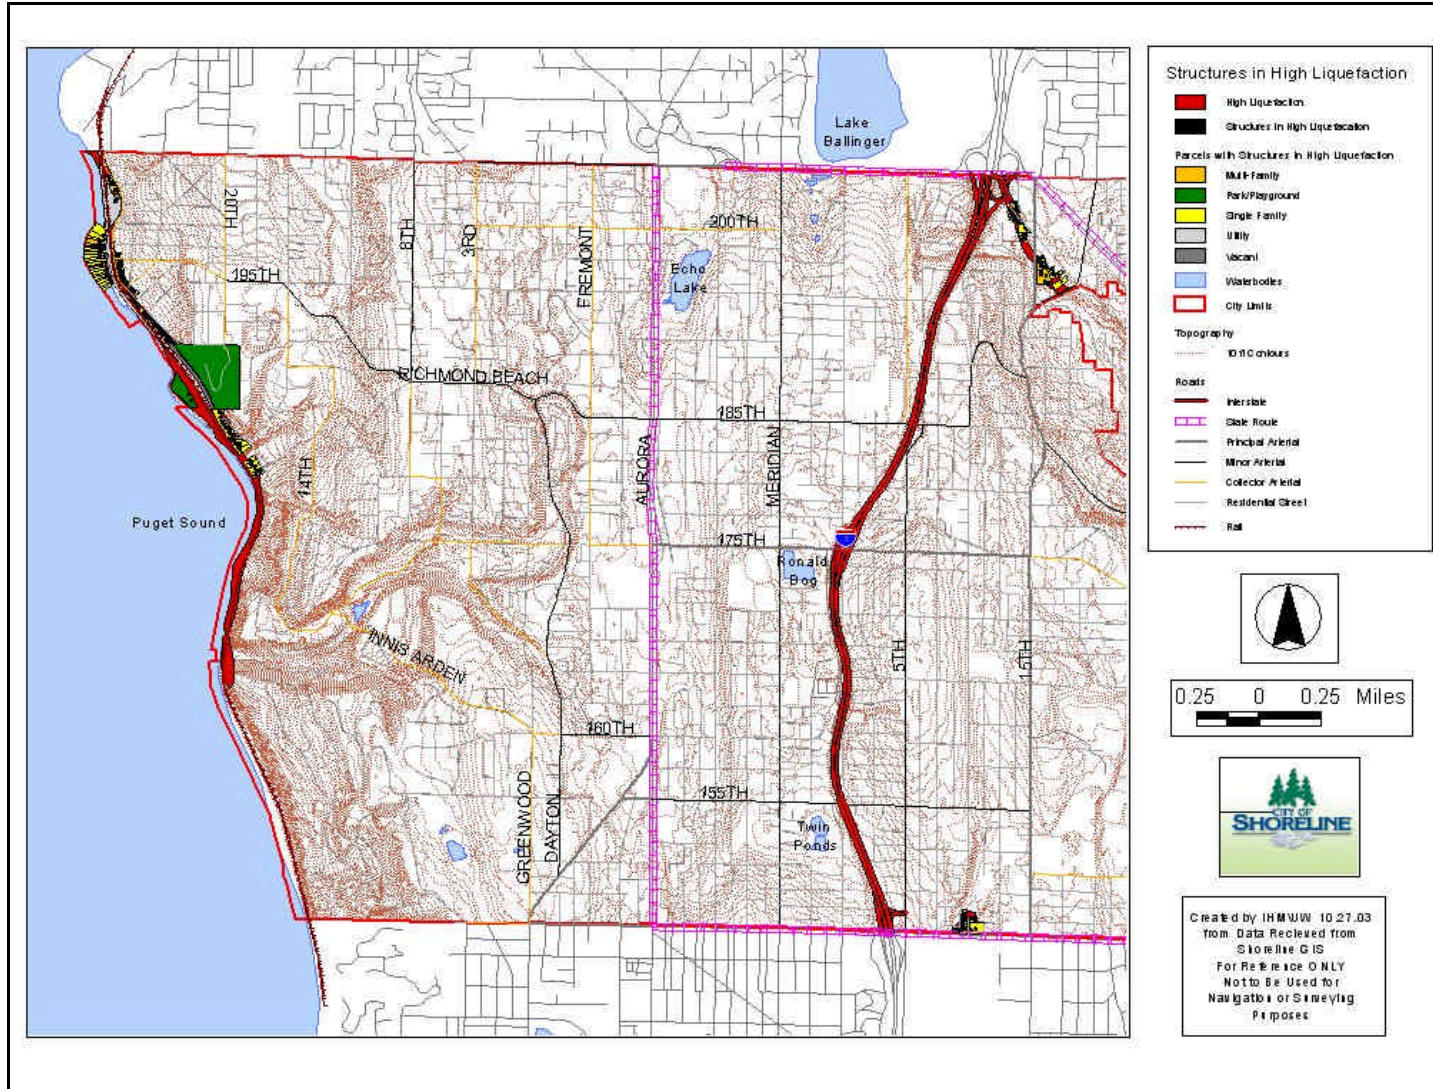 Lake
Ballinger
20TH
8TH
3RD
FREMONT
200TH
195TH
Echo
Lake
RICHMOND BEACH
185TH
14TH
AURORA
MERIDIAN
Puget Sound
175TH
Ronald
Bog
INNIS ARDEN
5TH
15TH
160TH
GREENWOOD
DAYTON
155TH
Twin
Ponds
Structures in High Liquefaction
High Liquefaction
Structures in High Liquefacation
Parcels with Structures in High Liquefaction
Multi-Family
Park/Playground
Single Family
Utility
Vacant
Waterbodies
City Limits
Topography
10 ft Contours
Roads
Interstate
State Route
Principal Arterial
Minor Arterial
Collector Arterial
Residential Street
Rail
0.25 0 0.25 Miles
CITY OF
SHORELINE
Created by IHMVUW 10.27.03
from Data Recieved from
Shoreline GIS
For Reference ONLY
Not to Be Used for
Navigation or Surveying
Purposes